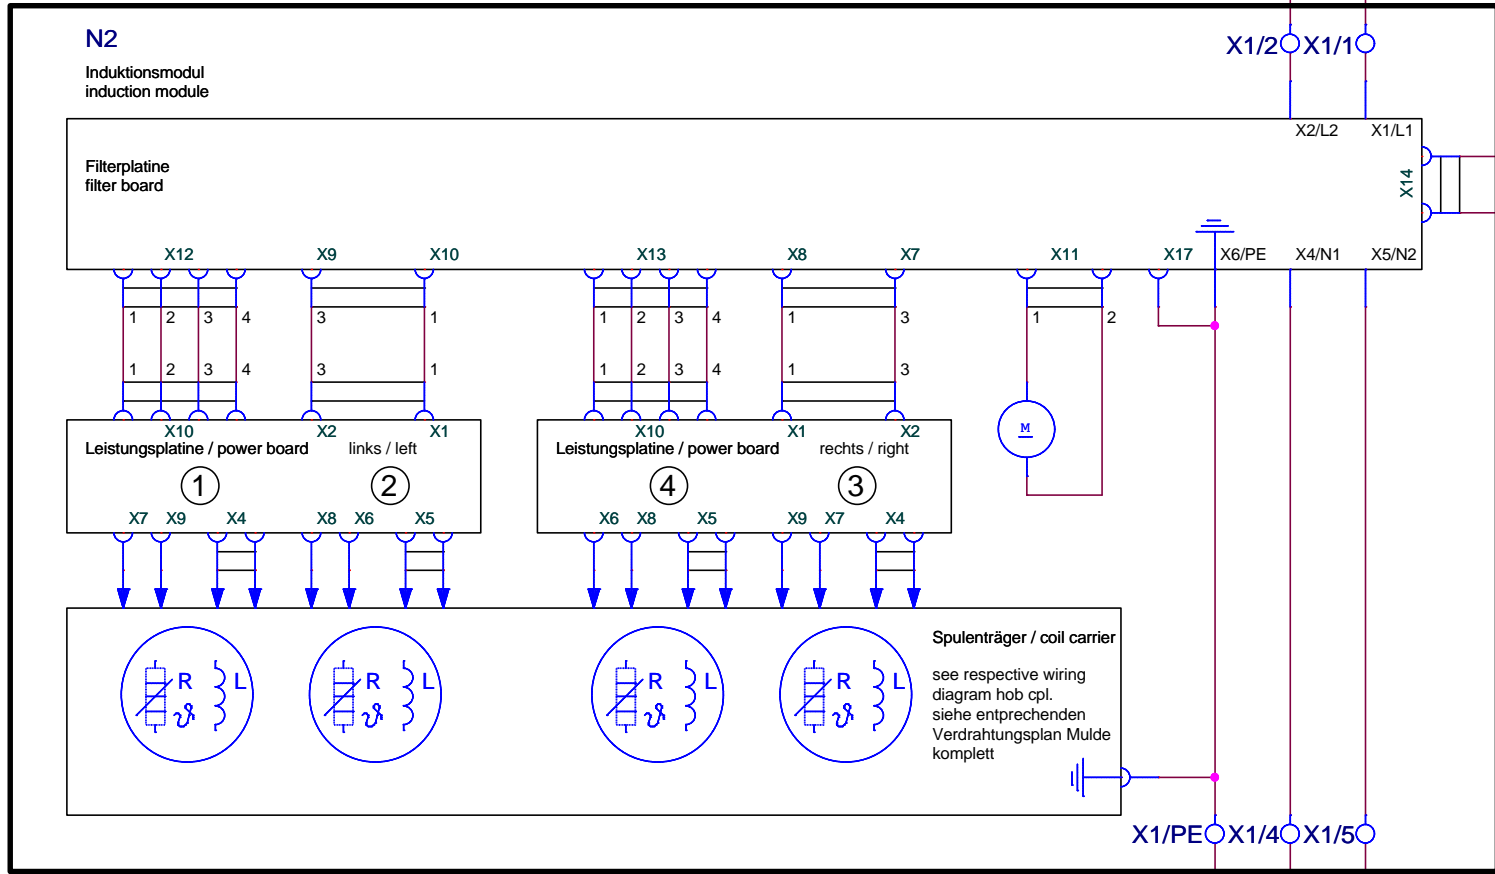 N2
X1/2 X1/1
Induktionsmodul
induction module
X2/L2 X1/L1
Filterplatine
filter board
X14
X12 X9 X10 X13 X8 X7 X11 X17 X6/PE X4/N1 X5/N2
1 2 3 4 3 1 1 2 3 4 1 3 1 2
1 2 3 4 3 1 1 2 3 4 1 3
X10 X2 X1 X10 X1 X2
M
Leistungsplatine / power board links / left Leistungsplatine / power board rechts / right
1 2 4 3
X7 X9 X4 X8 X6 X5 X6 X8 X5 X9 X7 X4
Spulenträger / coil carrier
see respective wiring
diagram hob cpl.
siehe entprechenden
Verdrahtungsplan Mulde
komplett
R L R L R L R L
ϑ ϑ ϑ ϑ
X1/PE X1/4 X1/5